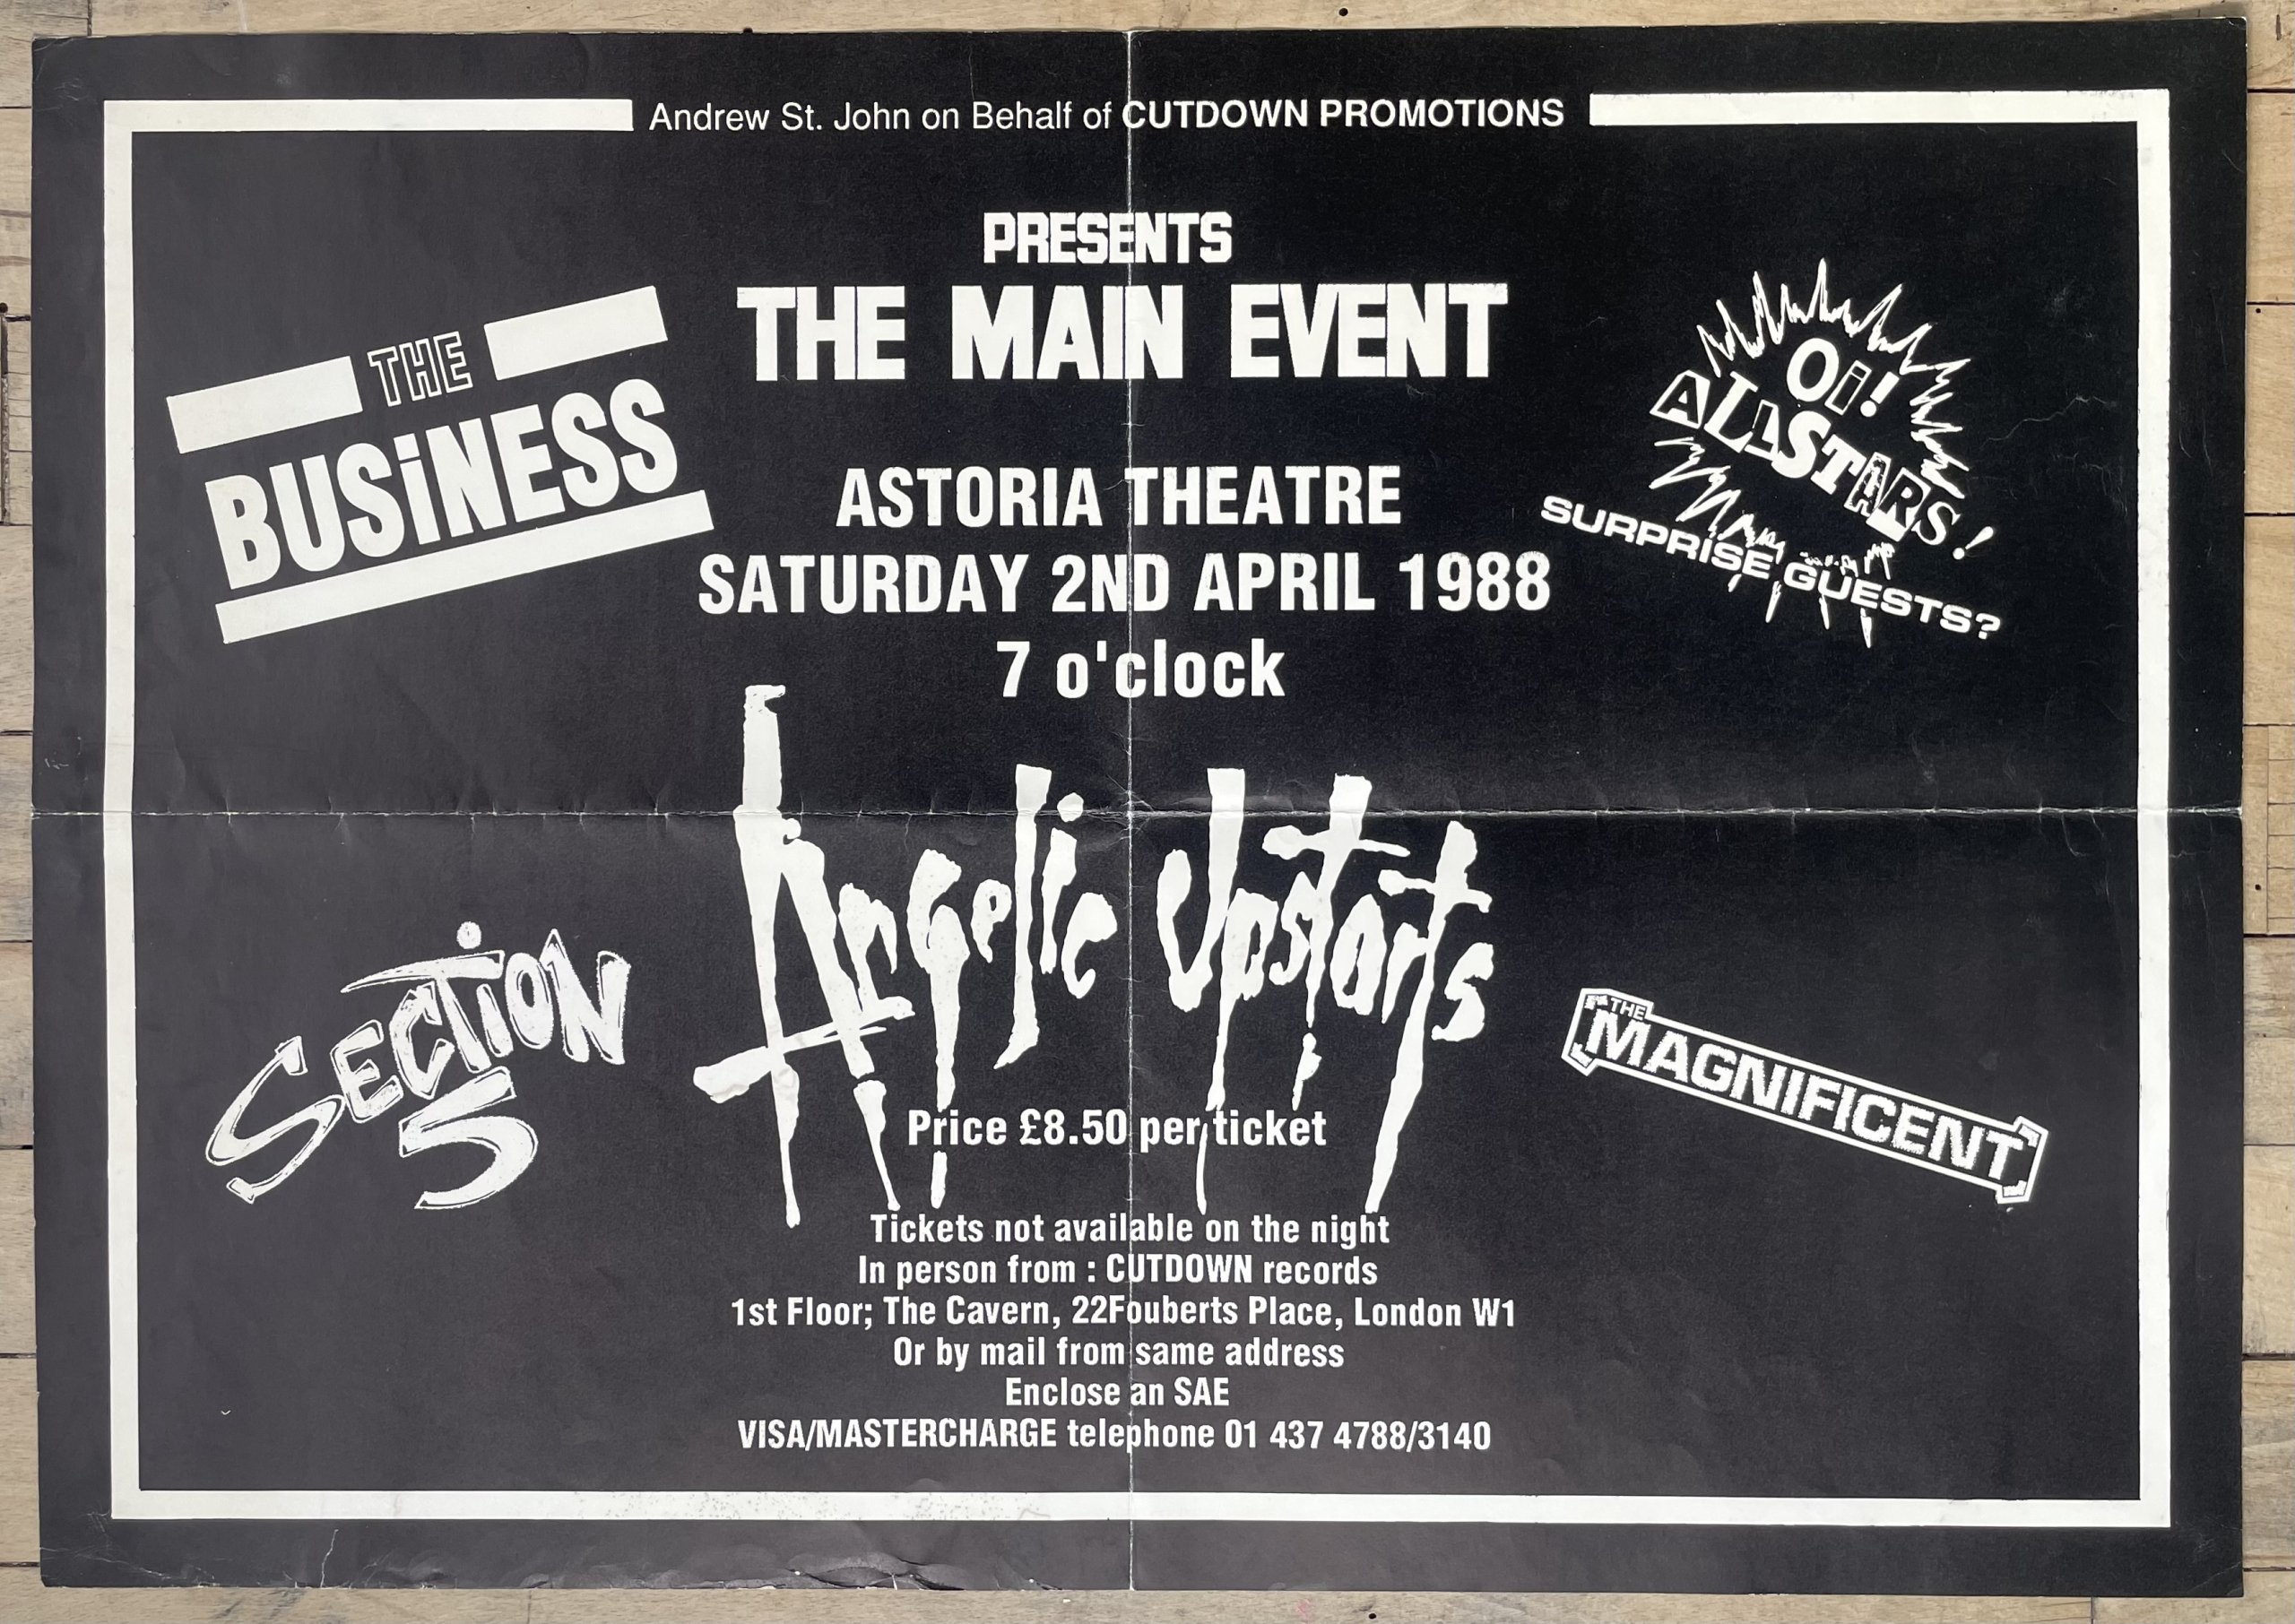 Andrew St. John on Behalf of CUTDOWN PROMOTIONS
PRESENTS
THE MAIN EVENT
THE
BUSiNESS
Oi!
ALLSTARS!
SURPRISE GUESTS?
ASTORIA THEATRE
SATURDAY 2ND APRIL 1988
7 o'clock
Angelic Upstarts
SECTiON
5
THE
MAGNIFICENT
Price £8.50 per ticket
Tickets not available on the night
In person from : CUTDOWN records
1st Floor; The Cavern, 22Fouberts Place, London W1
Or by mail from same address
Enclose an SAE
VISA/MASTERCHARGE telephone 01 437 4788/3140